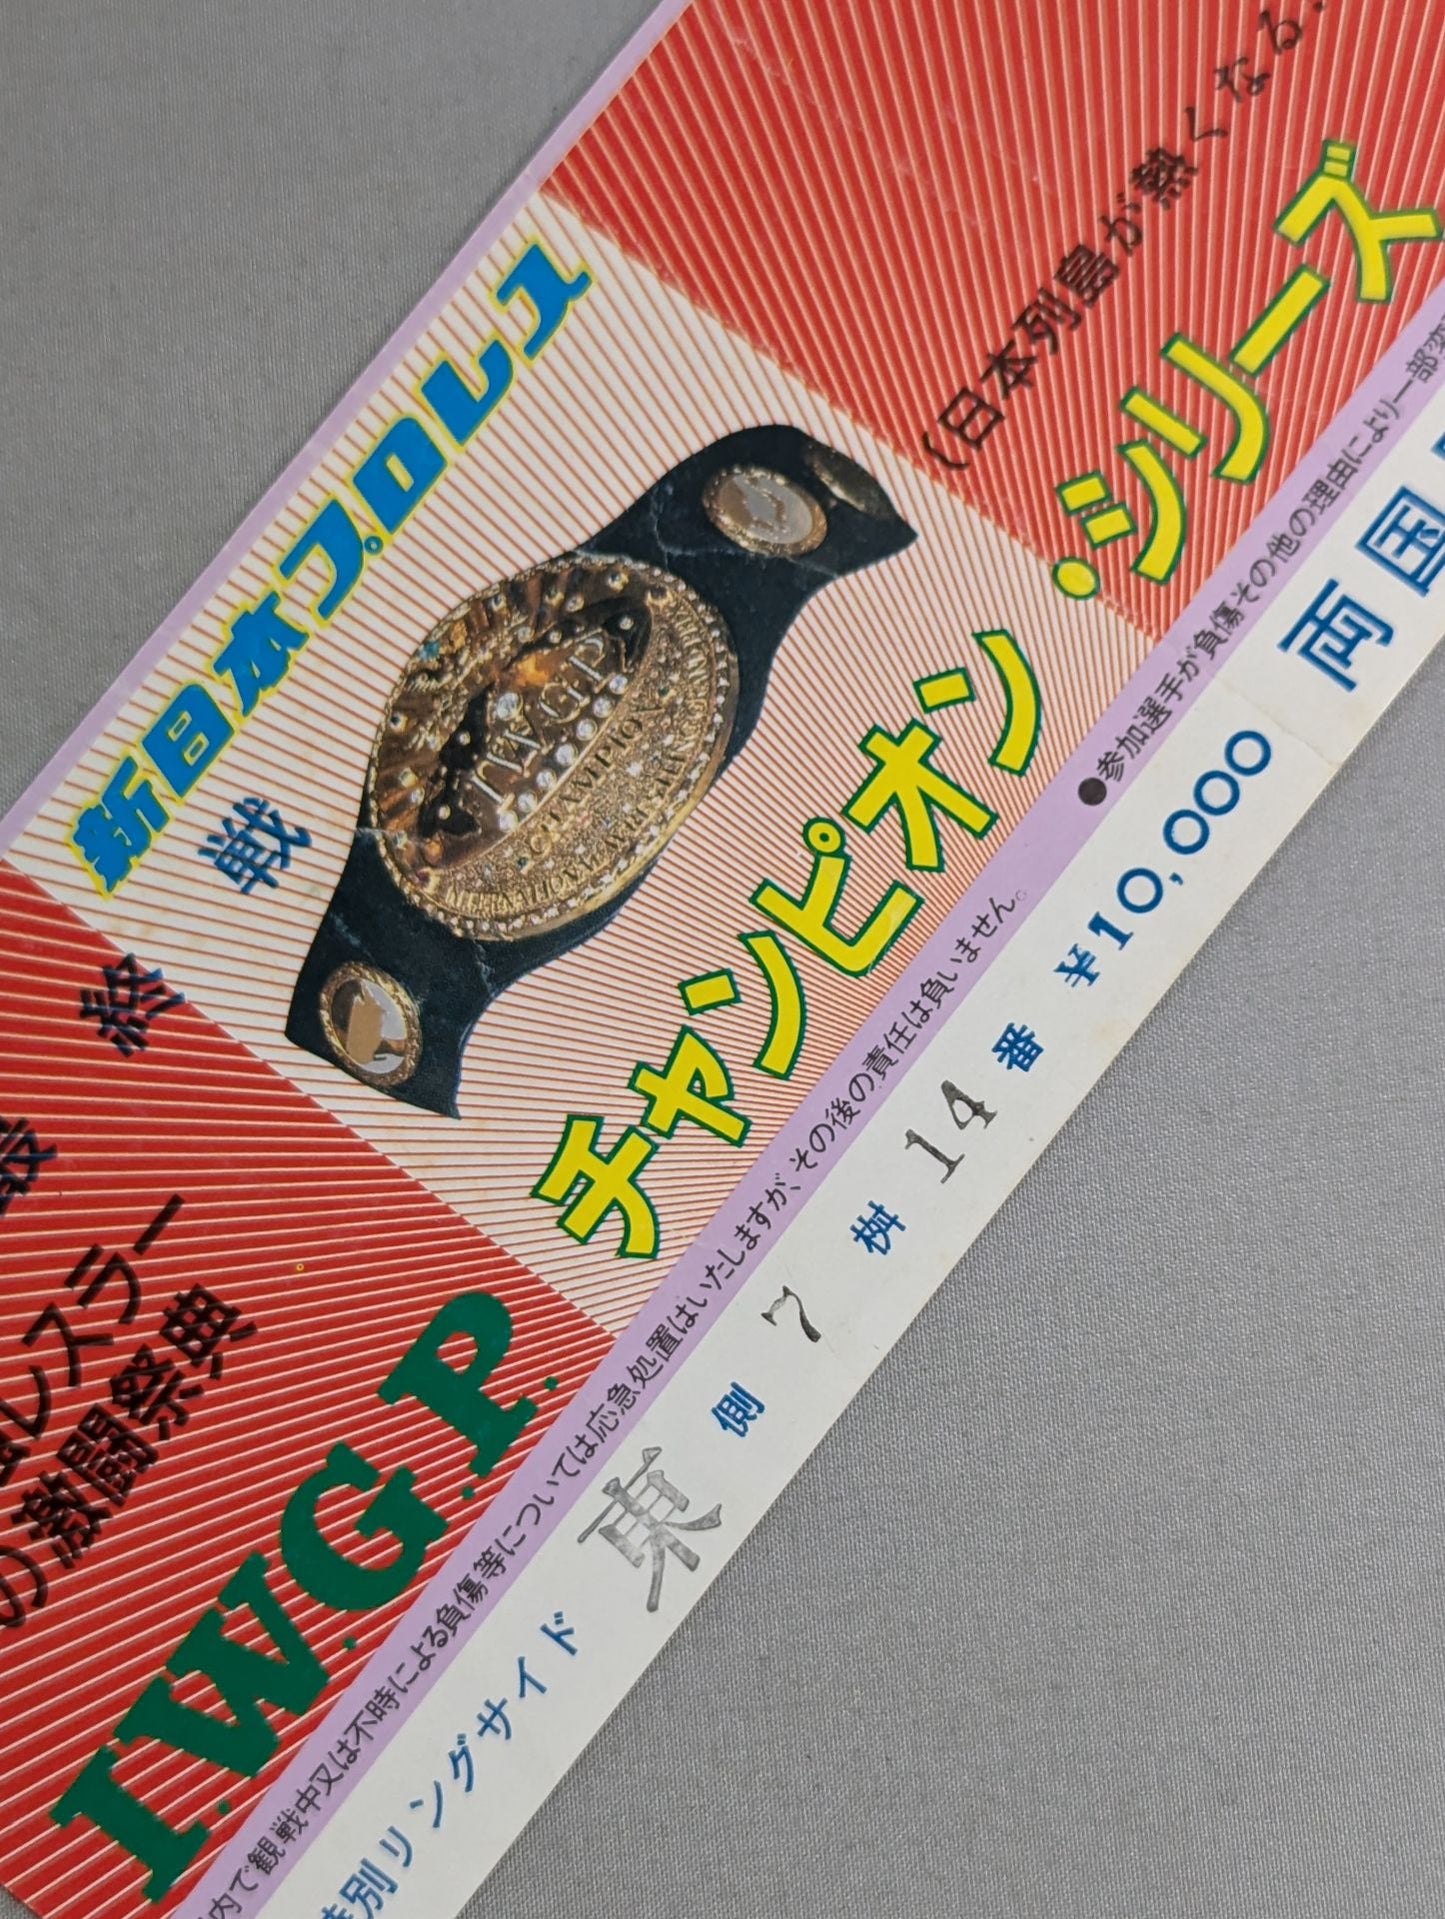 新日本プロレス
(日本列島が熱くなる
最終戦
レスラー
の激闘祭典
I.W.G.P.
チャンピオン・シリーズ
IWGP
CHAMPION
内で観戦中又は不時による負傷等については応急処置はいたしますが、その後の責任は負いません。
●参加選手が負傷その他の理由により一部変
特別リングサイド 東側 7桝 14番 ¥10,000 両国